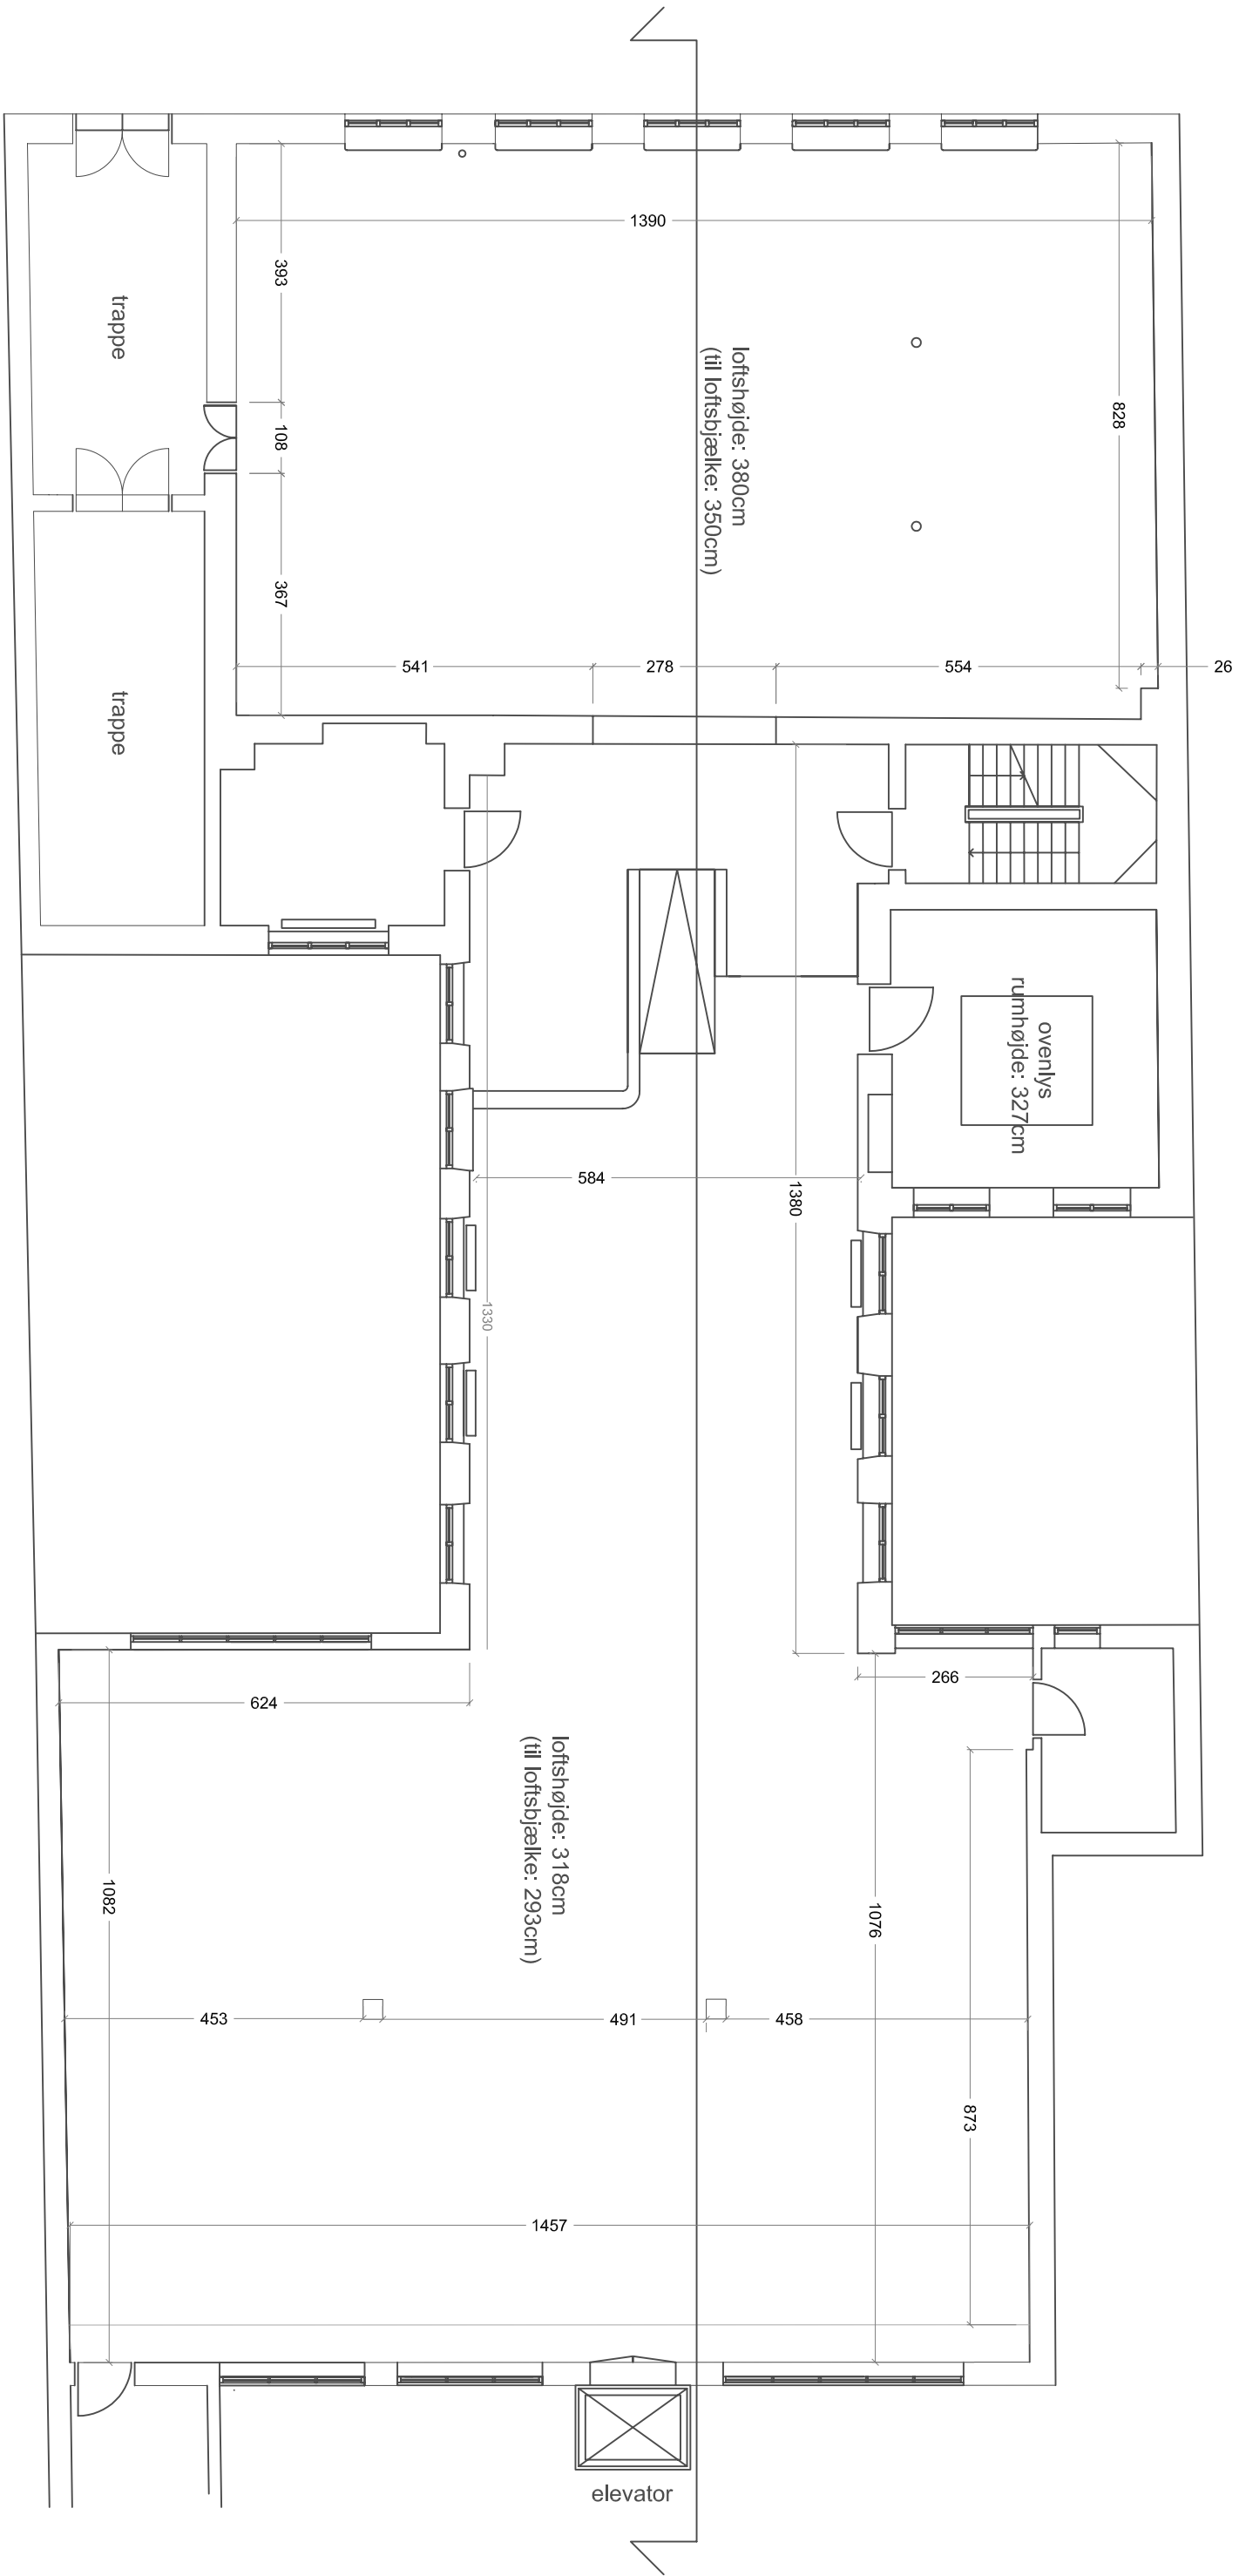 1390
393
trappe
loftshøjde: 380cm
(til loftsbjælke: 350cm)
828
108
367
541
278
554
26
trappe
ovenlys
rumhøjde: 327cm
584
1380
1330
624
266
loftshøjde: 318cm
(til loftsbjælke: 293cm)
1082
1076
453
491
458
873
1457
elevator